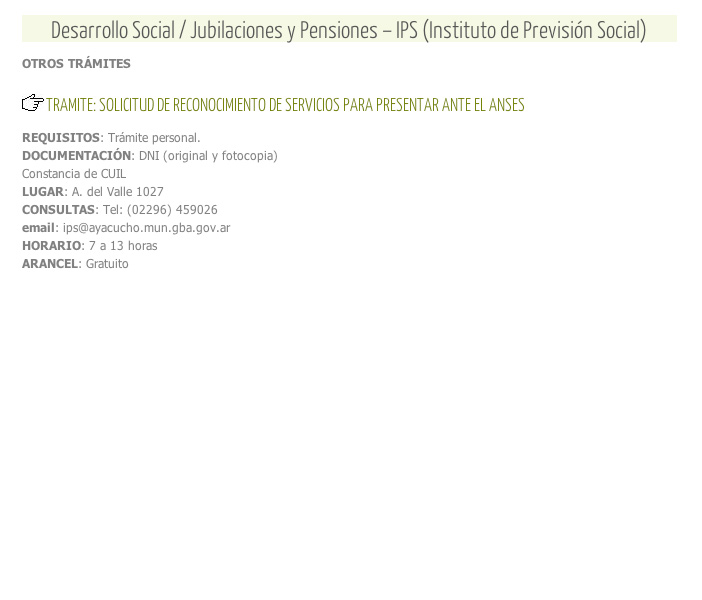 Desarrollo Social / Jubilaciones y Pensiones – IPS (Instituto de Previsión Social)
OTROS TRÁMITES
TRAMITE: SOLICITUD DE RECONOCIMIENTO DE SERVICIOS PARA PRESENTAR ANTE EL ANSES
REQUISITOS: Trámite personal.
DOCUMENTACIÓN: DNI (original y fotocopia)
Constancia de CUIL
LUGAR: A. del Valle 1027
CONSULTAS: Tel: (02296) 459026
email: ips@ayacucho.mun.gba.gov.ar
HORARIO: 7 a 13 horas
ARANCEL: Gratuito